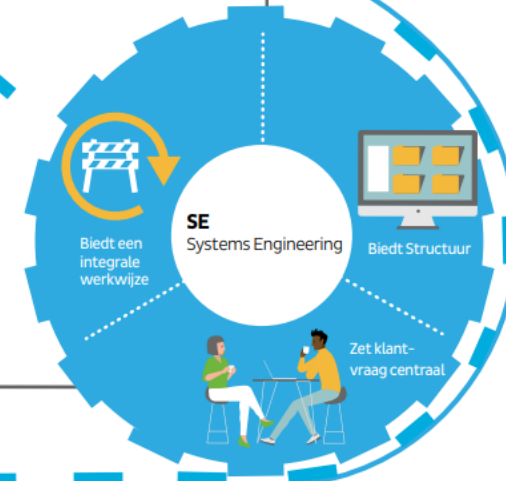 SE
Systems Engineering
Biedt een
integrale
werkwijze
Biedt Structuur
Zet klant-
vraag centraal